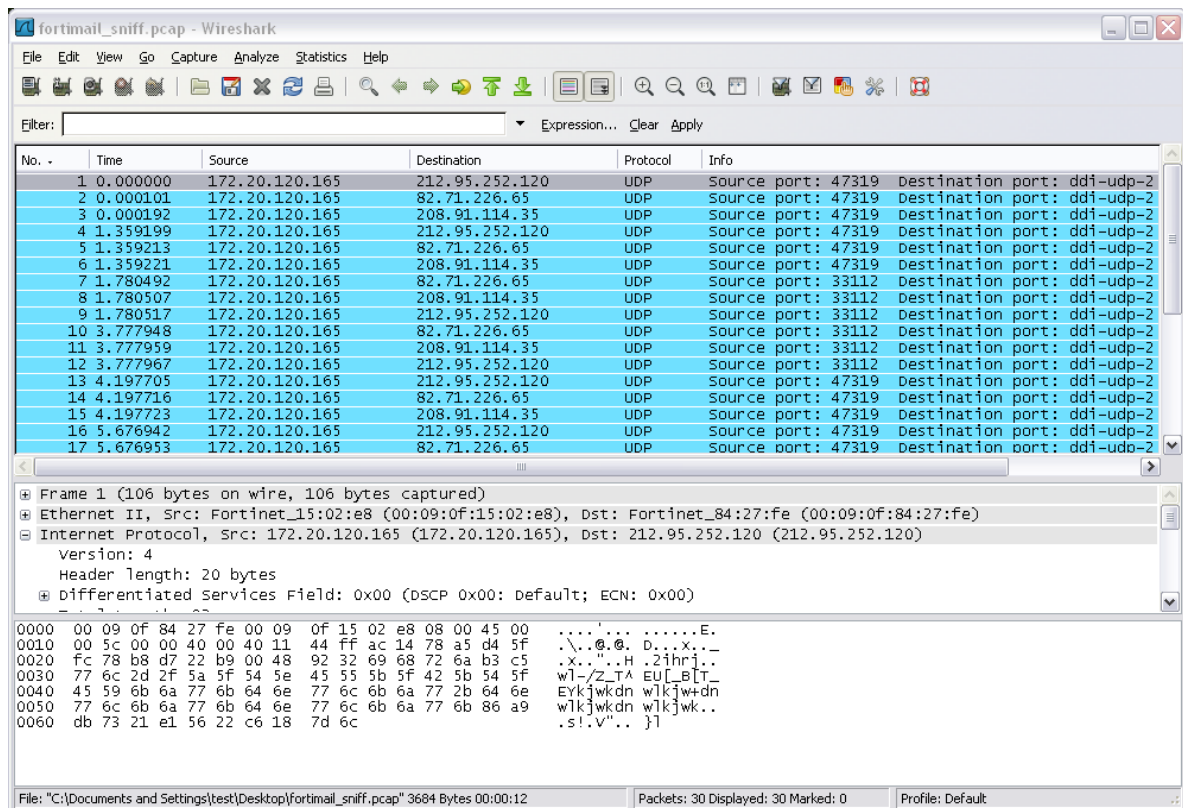 fortimail_sniff.pcap - Wireshark
File Edit View Go Capture Analyze Statistics Help
Filter: Expression... Clear Apply
No. Time Source Destination Protocol Info
1 0.000000 172.20.120.165 212.95.252.120 UDP Source port: 47319 Destination port: ddi-udp-2
2 0.000101 172.20.120.165 82.71.226.65 UDP Source port: 47319 Destination port: ddi-udp-2
3 0.000192 172.20.120.165 208.91.114.35 UDP Source port: 47319 Destination port: ddi-udp-2
4 1.359199 172.20.120.165 212.95.252.120 UDP Source port: 47319 Destination port: ddi-udp-2
5 1.359213 172.20.120.165 82.71.226.65 UDP Source port: 47319 Destination port: ddi-udp-2
6 1.359221 172.20.120.165 208.91.114.35 UDP Source port: 47319 Destination port: ddi-udp-2
7 1.780492 172.20.120.165 82.71.226.65 UDP Source port: 33112 Destination port: ddi-udp-2
8 1.780507 172.20.120.165 208.91.114.35 UDP Source port: 33112 Destination port: ddi-udp-2
9 1.780517 172.20.120.165 212.95.252.120 UDP Source port: 33112 Destination port: ddi-udp-2
10 3.777948 172.20.120.165 82.71.226.65 UDP Source port: 33112 Destination port: ddi-udp-2
11 3.777959 172.20.120.165 208.91.114.35 UDP Source port: 33112 Destination port: ddi-udp-2
12 3.777967 172.20.120.165 212.95.252.120 UDP Source port: 33112 Destination port: ddi-udp-2
13 4.197705 172.20.120.165 212.95.252.120 UDP Source port: 47319 Destination port: ddi-udp-2
14 4.197716 172.20.120.165 82.71.226.65 UDP Source port: 47319 Destination port: ddi-udp-2
15 4.197723 172.20.120.165 208.91.114.35 UDP Source port: 47319 Destination port: ddi-udp-2
16 5.676942 172.20.120.165 212.95.252.120 UDP Source port: 47319 Destination port: ddi-udp-2
17 5.676953 172.20.120.165 82.71.226.65 UDP Source port: 47319 Destination port: ddi-udp-2
Frame 1 (106 bytes on wire, 106 bytes captured)
Ethernet II, Src: Fortinet_15:02:e8 (00:09:0f:15:02:e8), Dst: Fortinet_84:27:fe (00:09:0f:84:27:fe)
Internet Protocol, Src: 172.20.120.165 (172.20.120.165), Dst: 212.95.252.120 (212.95.252.120)
Version: 4
Header length: 20 bytes
Differentiated Services Field: 0x00 (DSCP 0x00: Default; ECN: 0x00)
0000 00 09 0f 84 27 fe 00 09 0f 15 02 e8 08 00 45 00 ....'... ......E.
0010 00 5c 00 00 40 00 40 11 44 ff ac 14 78 a5 d4 5f .\..@.@. D...x.._
0020 fc 78 b8 d7 22 b9 00 48 92 32 69 68 72 6a b3 c5 .x.."..H .2ihrj..
0030 77 6c 2d 2f 5a 5f 54 5e 45 55 5b 5f 42 5b 54 5f wl-/Z_T^ EU[_B[T_
0040 45 59 6b 6a 77 6b 64 6e 77 6c 6b 6a 77 2b 64 6e EYkjwkdn wlkjw+dn
0050 77 6c 6b 6a 77 6b 64 6e 77 6c 6b 6a 77 6b 86 a9 wlkjwkdn wlkjwk..
0060 db 73 21 e1 56 22 c6 18 7d 6c .s!.V".. }l
File: "C:\Documents and Settings\test\Desktop\fortimail_sniff.pcap" 3684 Bytes 00:00:12 Packets: 30 Displayed: 30 Marked: 0 Profile: Default